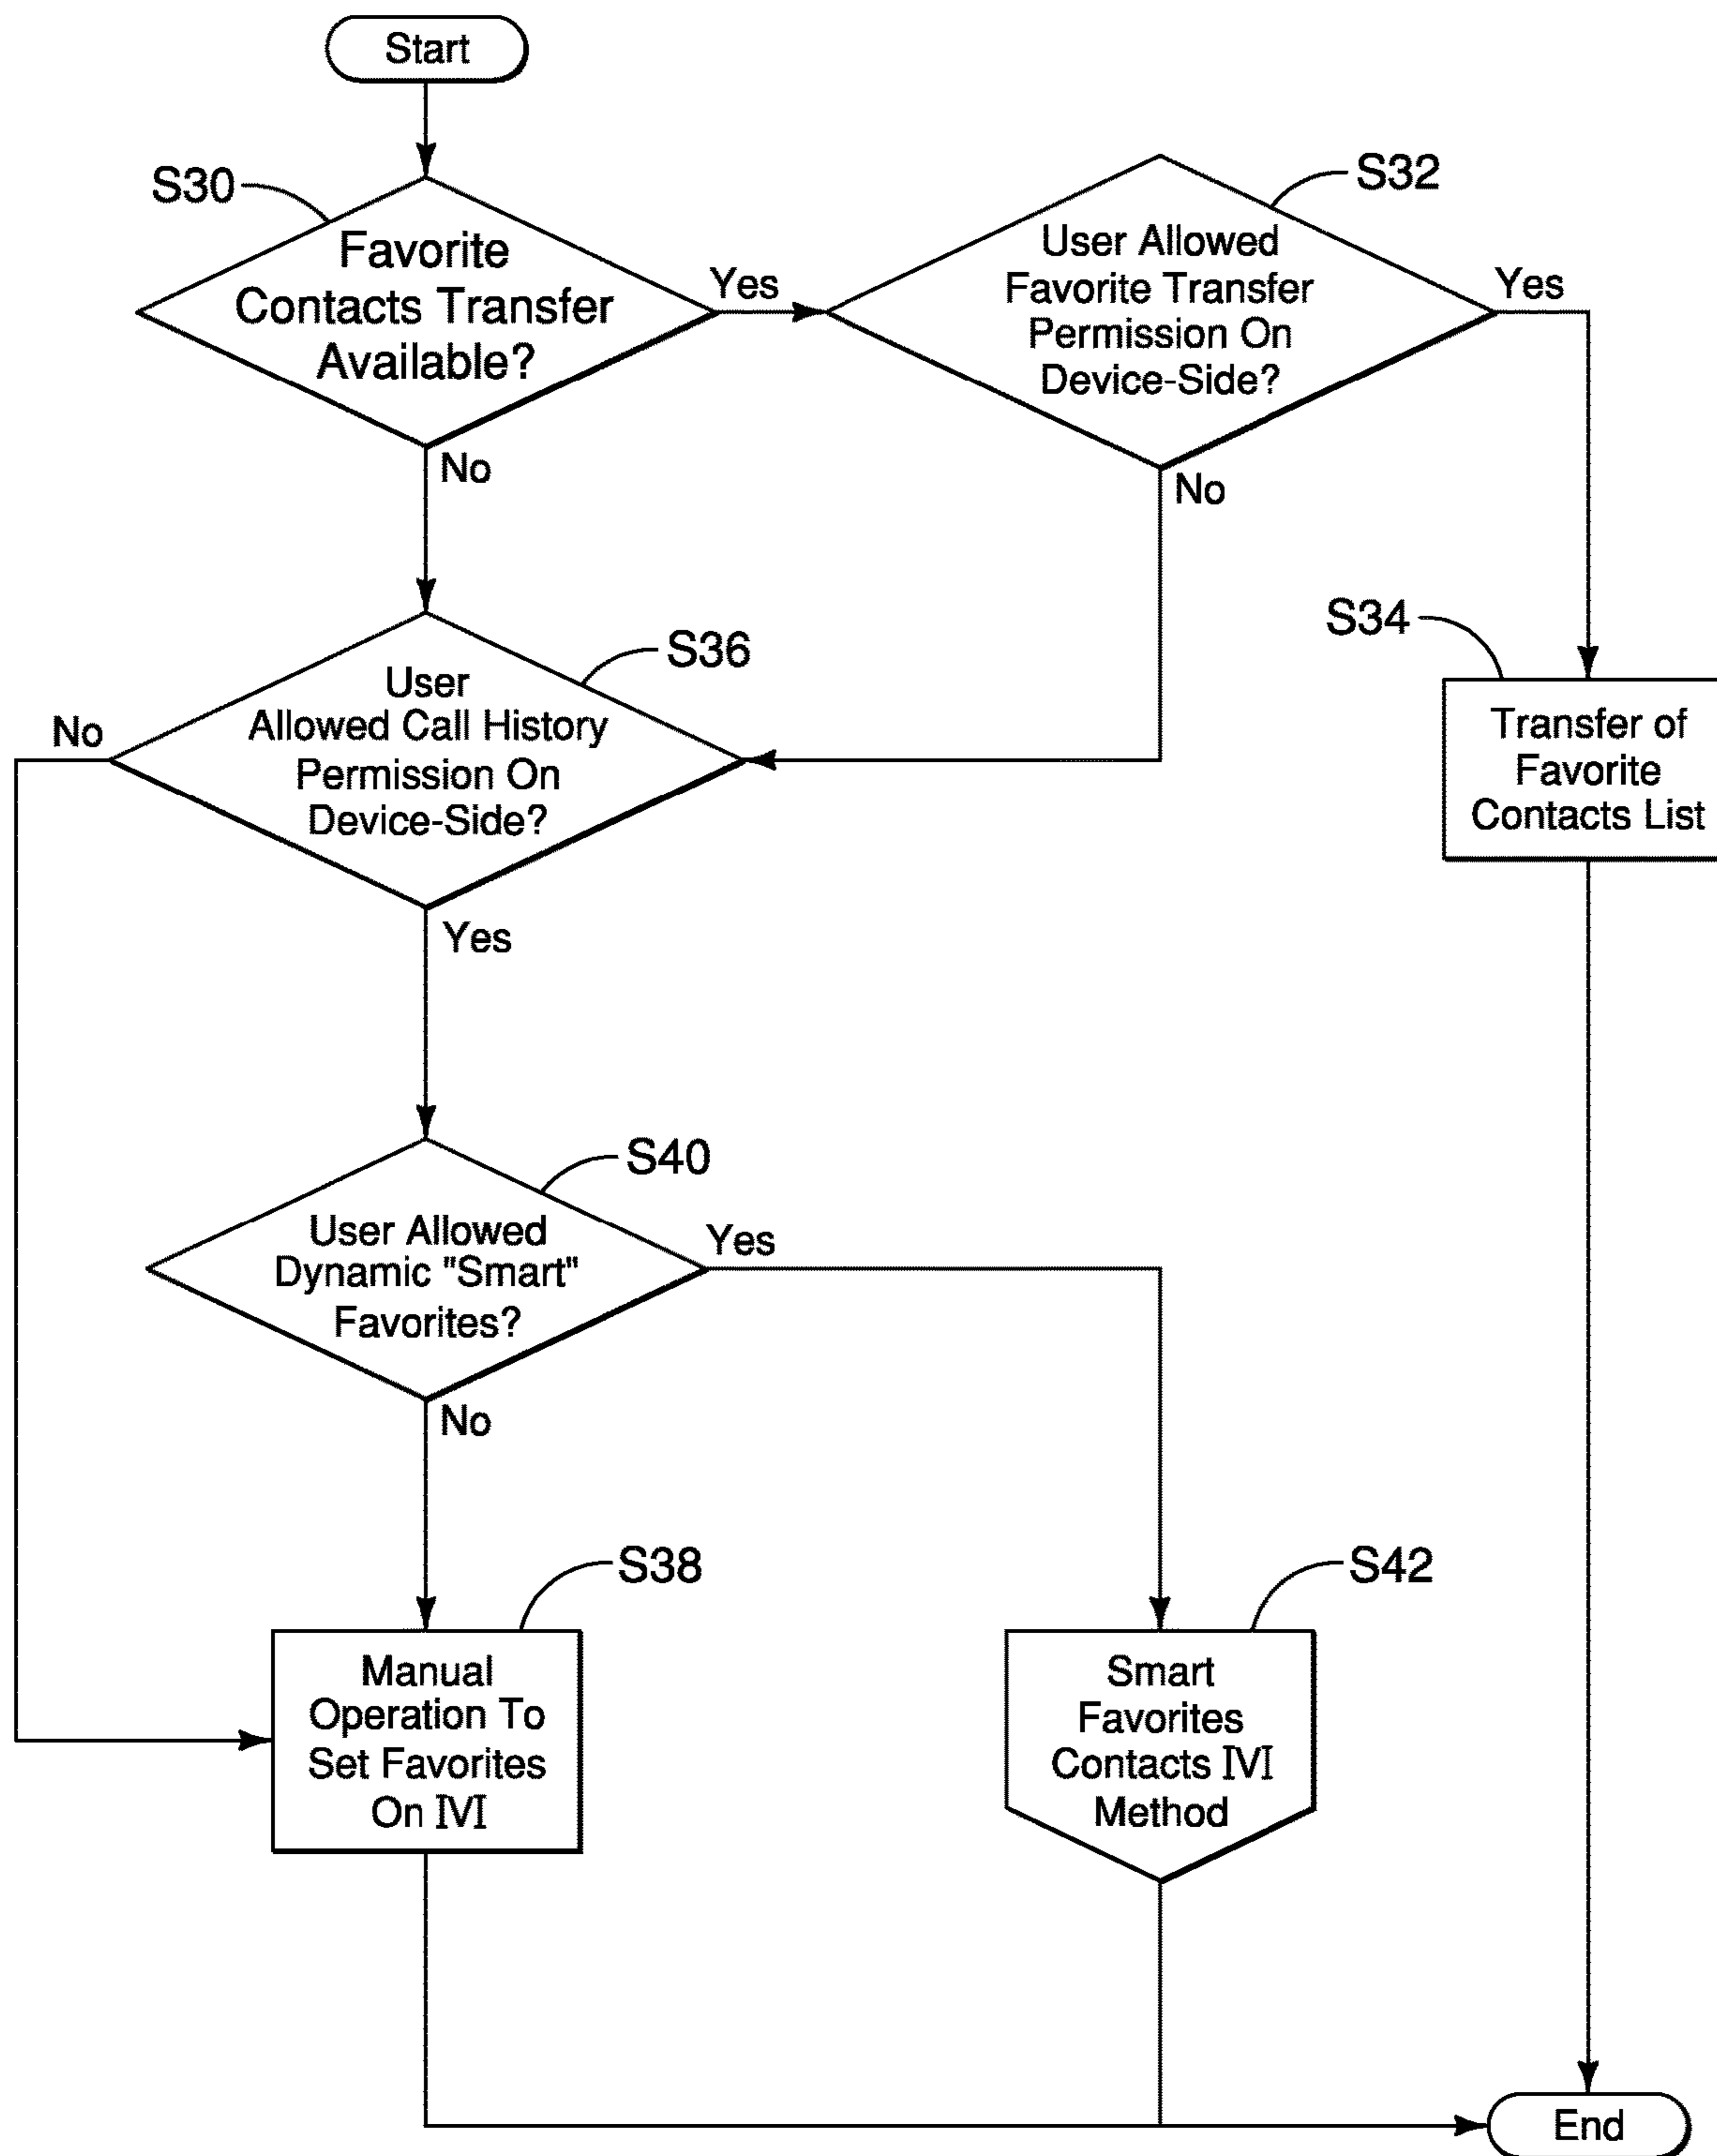 Start
S30
Favorite
Contacts Transfer
Available?
Yes
No
S32
User Allowed
Favorite Transfer
Permission On
Device-Side?
Yes
No
S34
Transfer of
Favorite
Contacts List
S36
User
Allowed Call History
Permission On
Device-Side?
No
Yes
S40
User Allowed
Dynamic "Smart"
Favorites?
Yes
No
S38
Manual
Operation To
Set Favorites
On IVI
S42
Smart
Favorites
Contacts IVI
Method
End